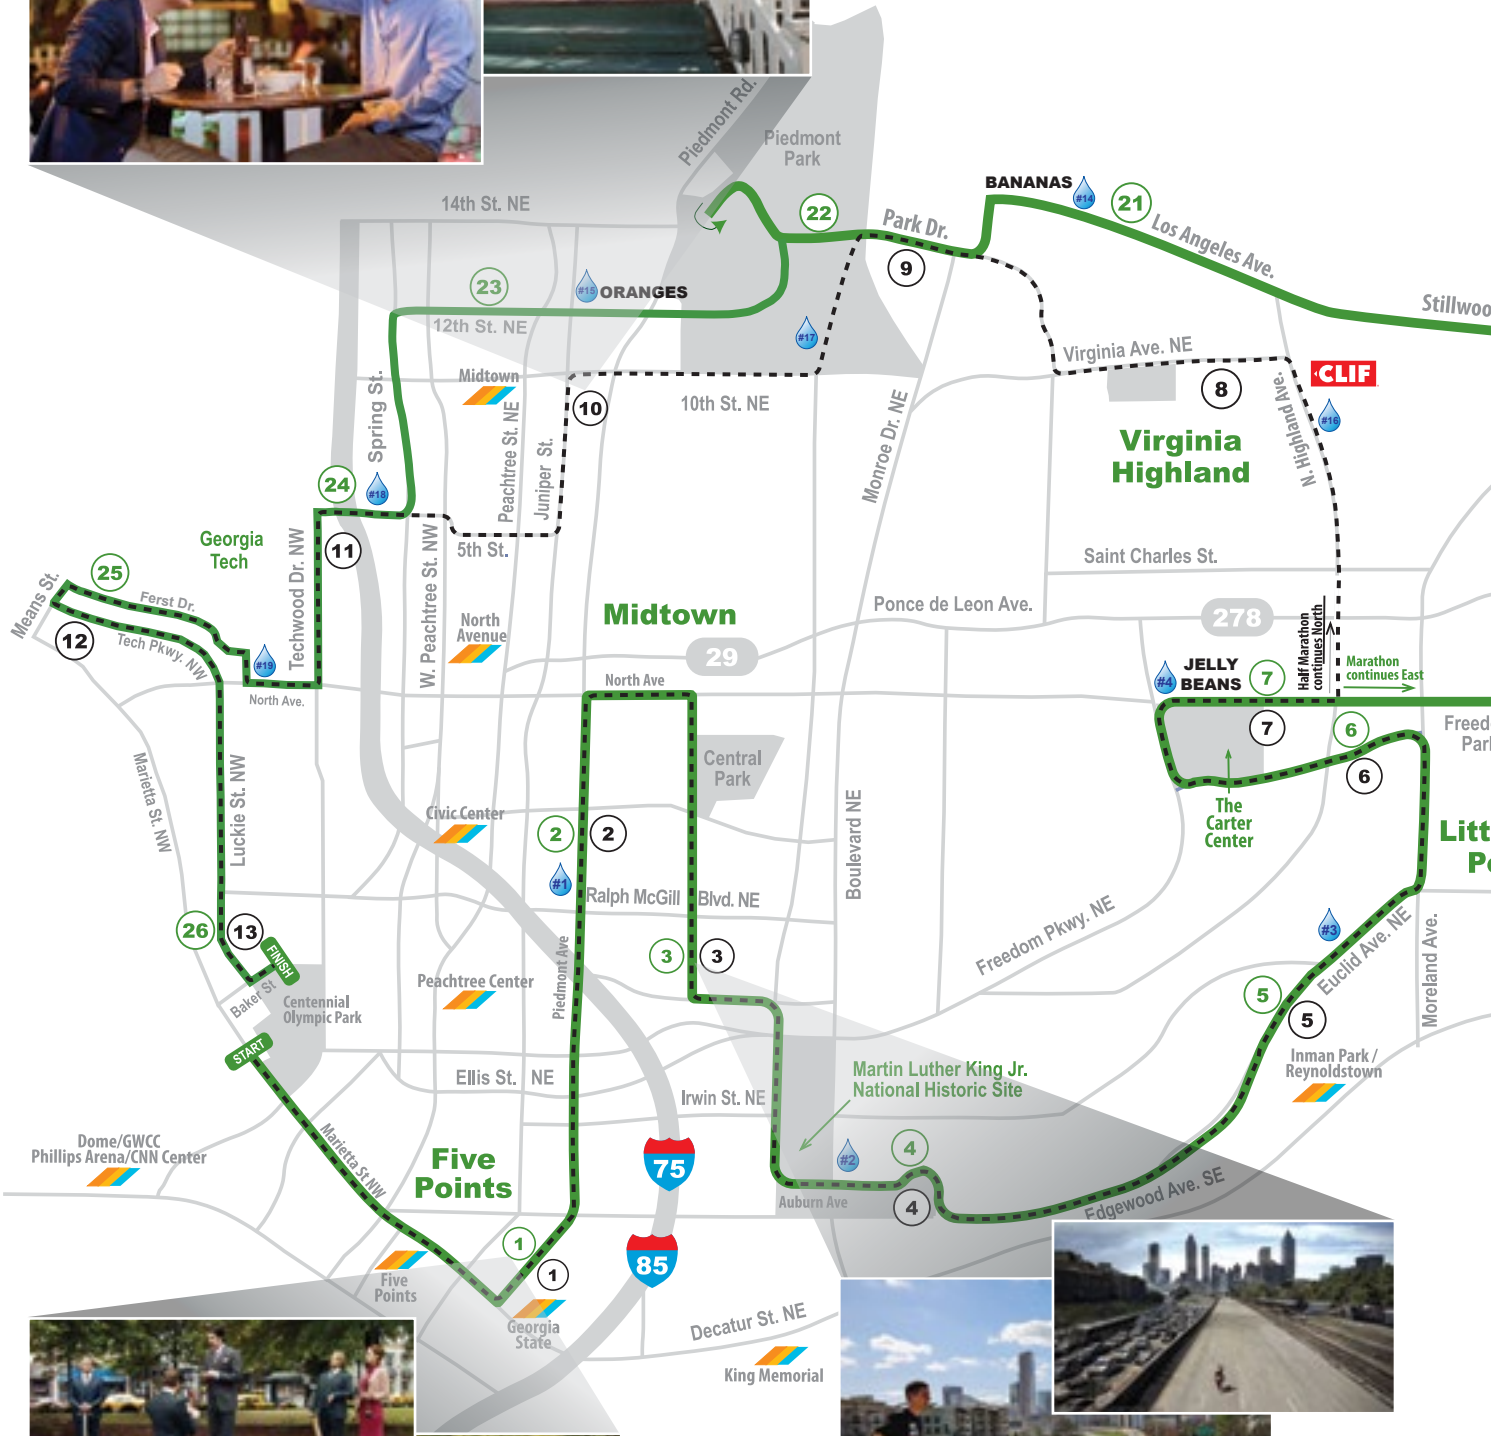 Piedmont Rd.
Piedmont
Park
14th St. NE
22
Park Dr.
BANANAS
#14
21
Los Angeles Ave.
9
Stillwoo
23
#15
ORANGES
12th St. NE
#17
Virginia Ave. NE
CLIF
Midtown
Spring St.
Peachtree St. NE
Juniper St.
10
10th St. NE
Monroe Dr. NE
8
N. Highland Ave.
#16
Virginia
Highland
24
#18
11
Georgia
Tech
Techwood Dr. NW
W. Peachtree St. NW
5th St.
Saint Charles St.
25
Means St.
Ferst Dr.
12
Tech Pkwy. NW
#19
North Ave.
North
Avenue
Midtown
29
Ponce de Leon Ave.
278
Half Marathon
continues North
Marathon
continues East
JELLY
BEANS
#4
7
7
North Ave
Freed
Par
6
6
Central
Park
The
Carter
Center
Litt
P
Marietta St. NW
Luckie St. NW
Civic Center
2
2
#1
Ralph McGill Blvd. NE
Boulevard NE
26
13
FINISH
Baker St
Centennial
Olympic Park
START
Peachtree Center
Piedmont Ave
3
3
Freedom Pkwy. NE
#3
Euclid Ave. NE
Moreland Ave.
5
5
Inman Park /
Reynoldstown
Ellis St. NE
Irwin St. NE
Martin Luther King Jr.
National Historic Site
Dome/GWCC
Phillips Arena/CNN Center
Marietta St NW
Five
Points
75
#2
4
4
Auburn Ave
Edgewood Ave. SE
1
1
85
Five
Points
Georgia
State
Decatur St. NE
King Memorial